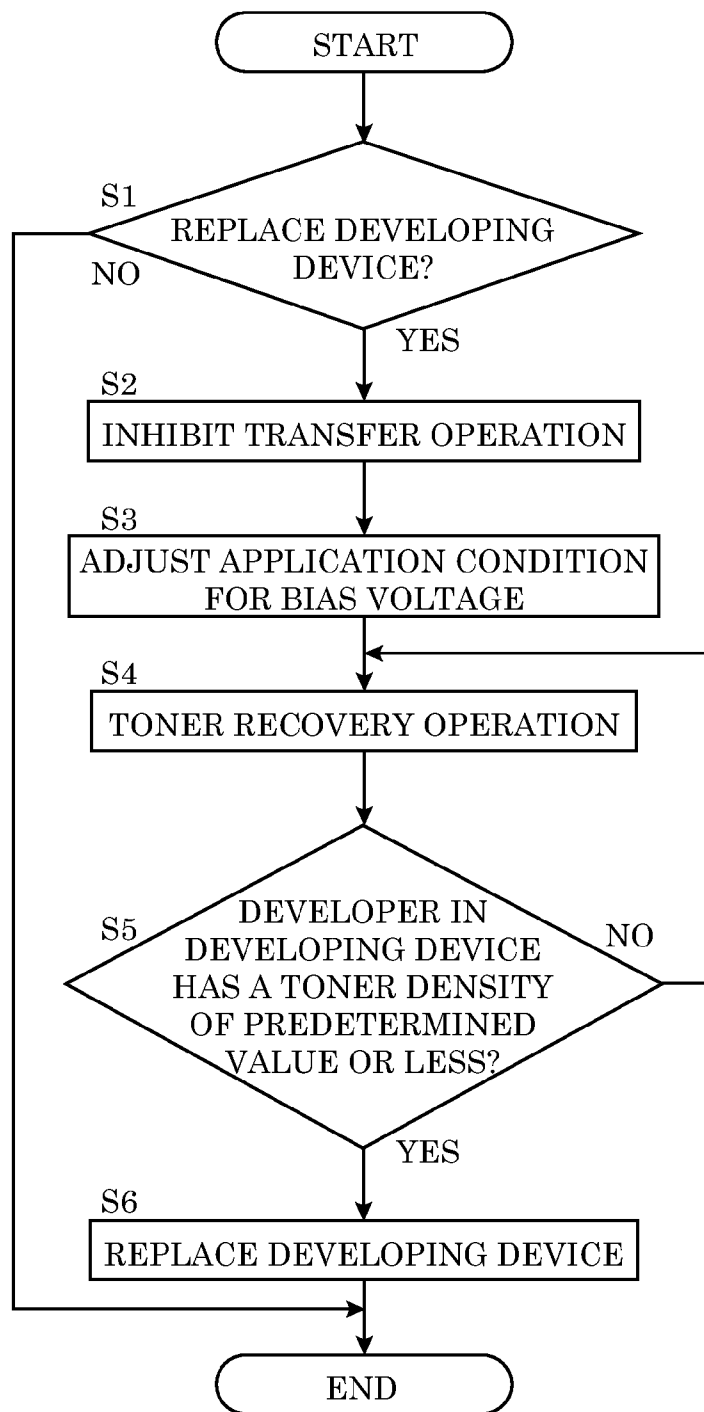 START
S1
REPLACE DEVELOPING
DEVICE?
NO
YES
S2
INHIBIT TRANSFER OPERATION
S3
ADJUST APPLICATION CONDITION
FOR BIAS VOLTAGE
S4
TONER RECOVERY OPERATION
S5
DEVELOPER IN
DEVELOPING DEVICE
HAS A TONER DENSITY
OF PREDETERMINED
VALUE OR LESS?
NO
YES
S6
REPLACE DEVELOPING DEVICE
END